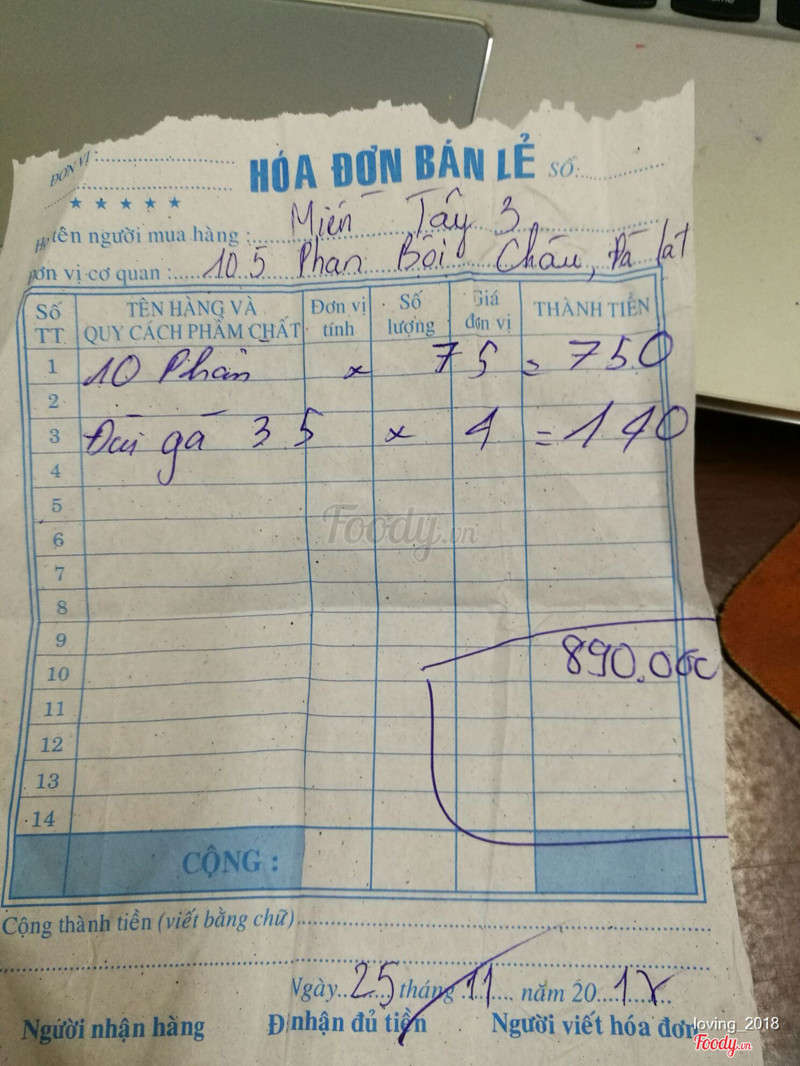 ĐƠN VỊ:
HÓA ĐƠN BÁN LẺ SỐ:
Họ tên người mua hàng: Miền Tây 3
Đơn vị cơ quan: 105 Phan Bội Châu, Đà Lạt
Số TT TÊN HÀNG VÀ QUY CÁCH PHẨM CHẤT Đơn vị tính Số lượng Giá đơn vị THÀNH TIỀN
1 10 Phần x 75 = 750
2
3 Đùi gà 35 x 4 = 140
4
5
6
7
8
9
10 890.000
11
12
13
14
CỘNG :
Cộng thành tiền (viết bằng chữ)
Ngày 25 tháng 11 năm 20
Người nhận hàng Đ nhận đủ tiền Người viết hóa đơn
Foody.vn
loving_2018
Foody.vn